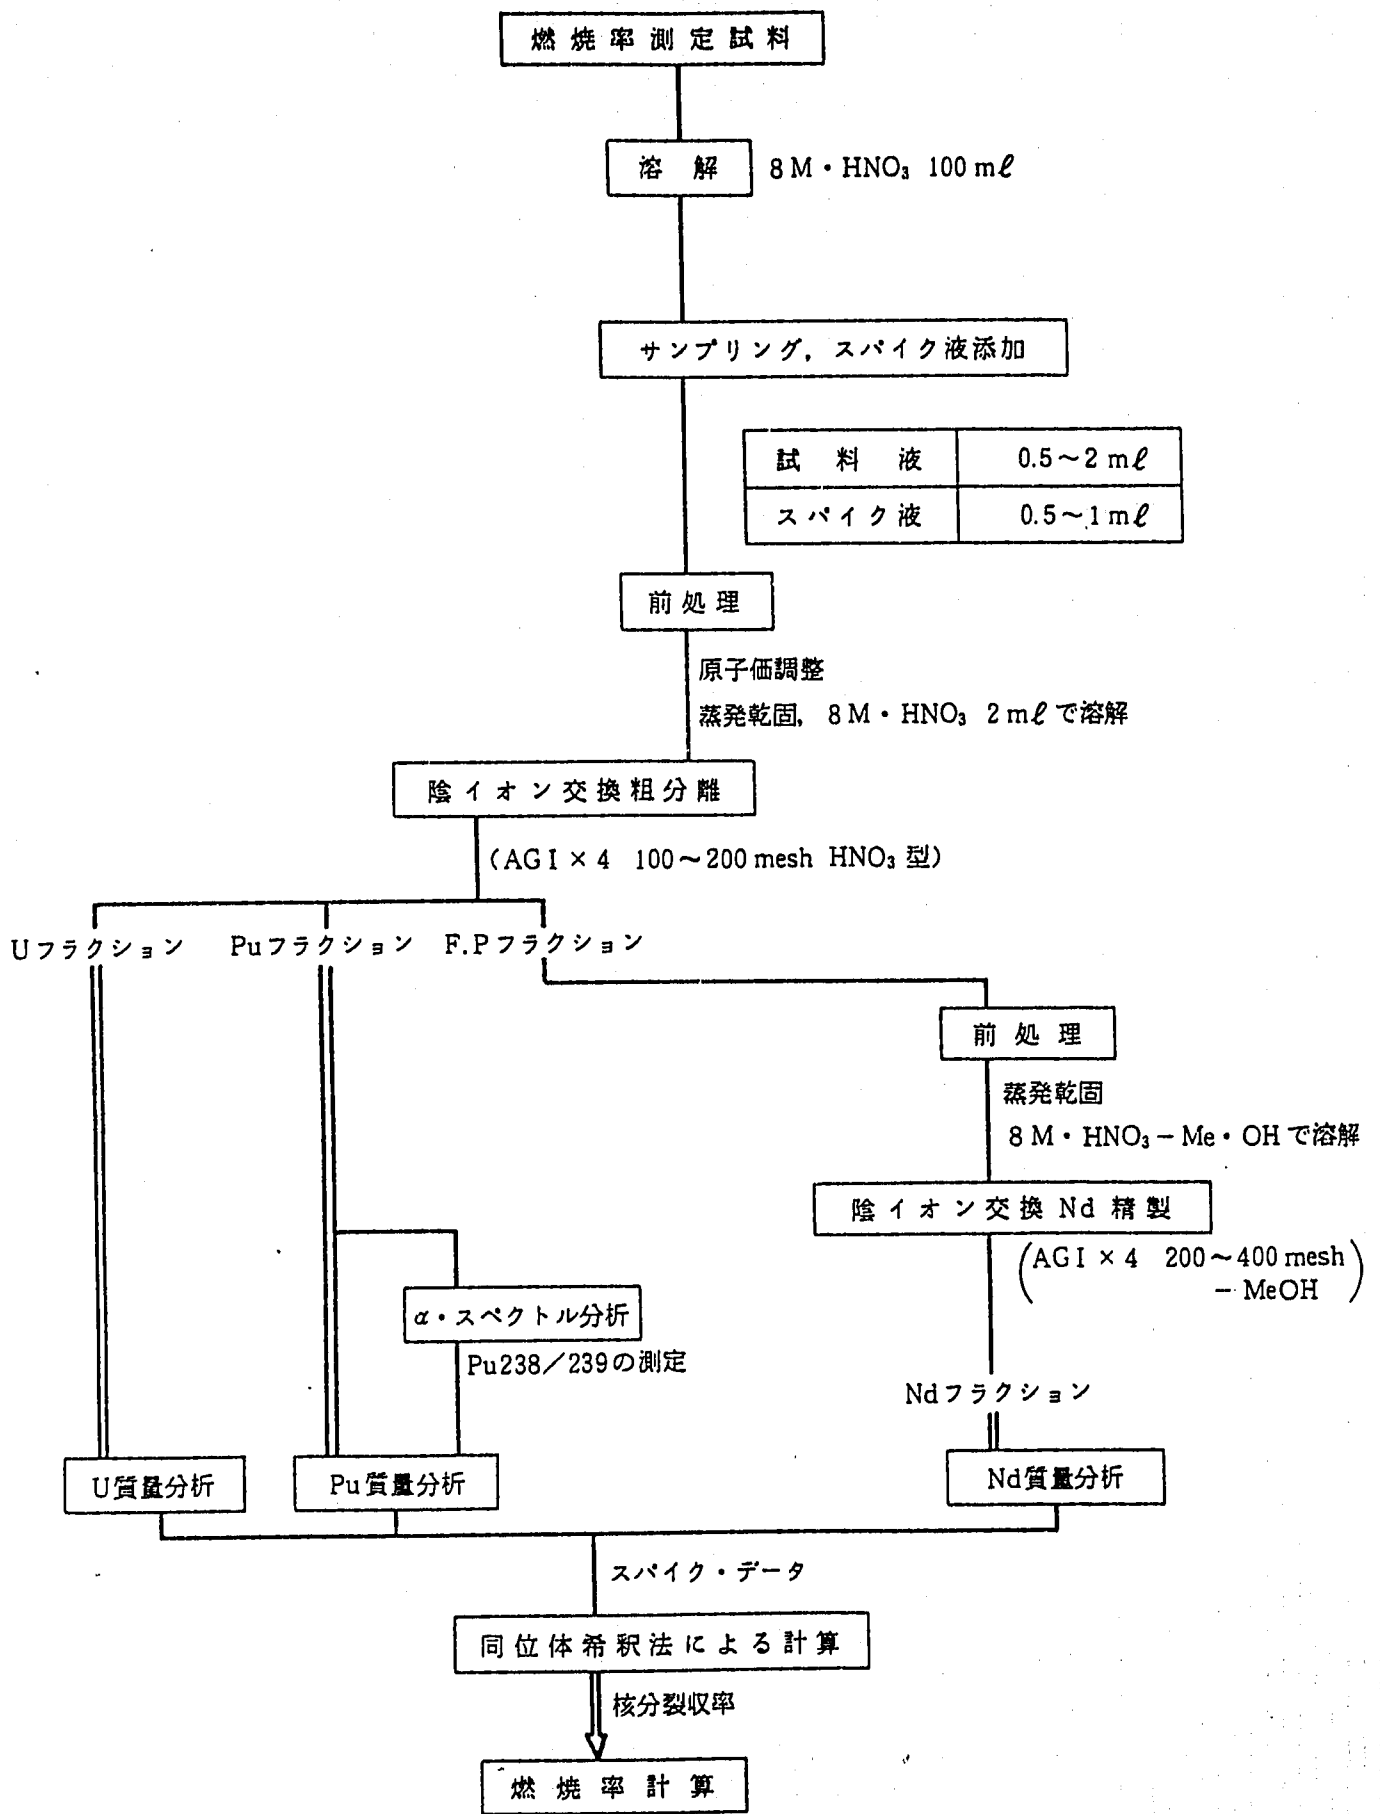 燃焼率測定試料
溶解 8M・HNO₃ 100mℓ
サンプリング,スパイク液添加
試料液 0.5~2mℓ
スパイク液 0.5~1mℓ
前処理
原子価調整
蒸発乾固, 8M・HNO₃ 2mℓで溶解
陰イオン交換粗分離
(AGI×4 100~200mesh HNO₃型)
Uフラクション Puフラクション F.Pフラクション
前処理
蒸発乾固
8M・HNO₃-Me・OHで溶解
陰イオン交換Nd精製
(AGI×4 200~400mesh
-MeOH)
α・スペクトル分析
Pu238/239の測定
Ndフラクション
U質量分析 Pu質量分析 Nd質量分析
スパイク・データ
同位体希釈法による計算
核分裂収率
燃焼率計算